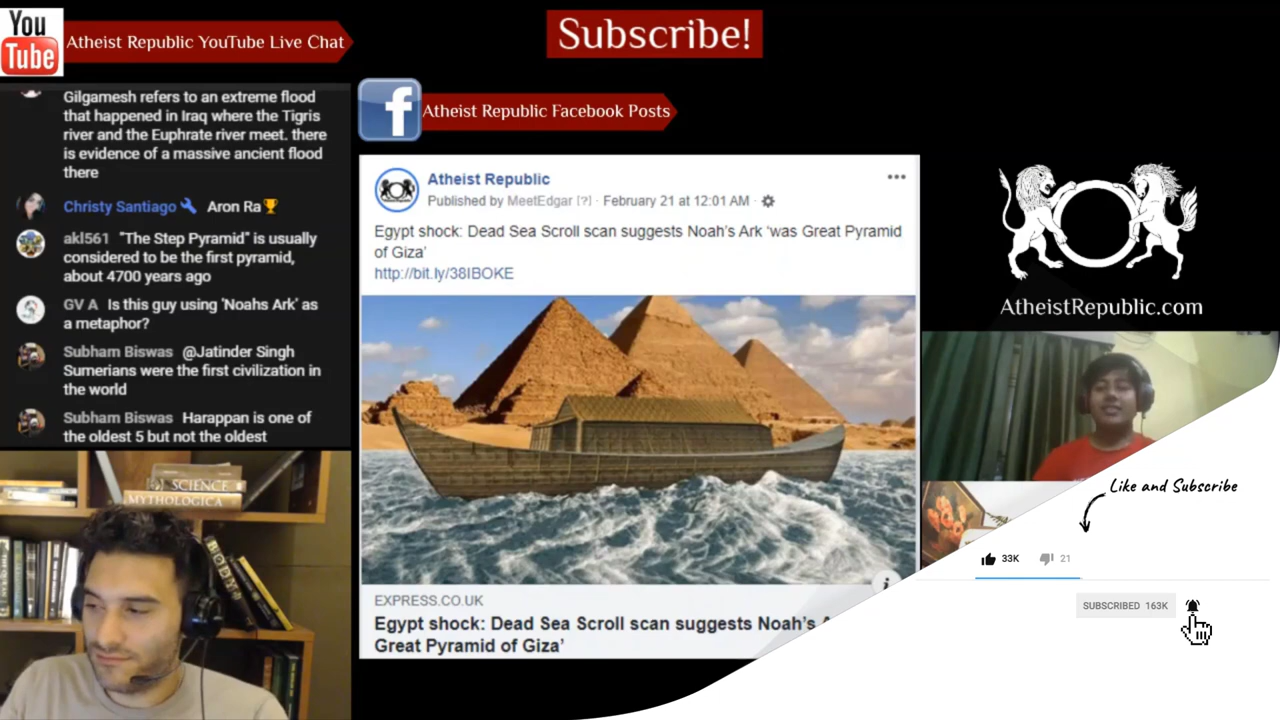 You
Tube
Atheist Republic YouTube Live Chat
Subscribe!
Gilgamesh refers to an extreme flood
that happened in Iraq where the Tigris
river and the Euphrate river meet. there
is evidence of a massive ancient flood
there
Christy Santiago Aron Ra
akl561 "The Step Pyramid" is usually
considered to be the first pyramid,
about 4700 years ago
GV A Is this guy using 'Noahs Ark' as
a metaphor?
Subham Biswas @Jatinder Singh
Sumerians were the first civilization in
the world
Subham Biswas Harappan is one of
the oldest 5 but not the oldest
f
Atheist Republic Facebook Posts
Atheist Republic
Published by MeetEdgar [?] · February 21 at 12:01 AM ·
Egypt shock: Dead Sea Scroll scan suggests Noah's Ark 'was Great Pyramid
of Giza'
http://bit.ly/38IBOKE
EXPRESS.CO.UK
Egypt shock: Dead Sea Scroll scan suggests Noah's
Great Pyramid of Giza'
AtheistRepublic.com
SCIENCE
MYTHOLOGICA
Like and Subscribe
33K 21
SUBSCRIBED 163K